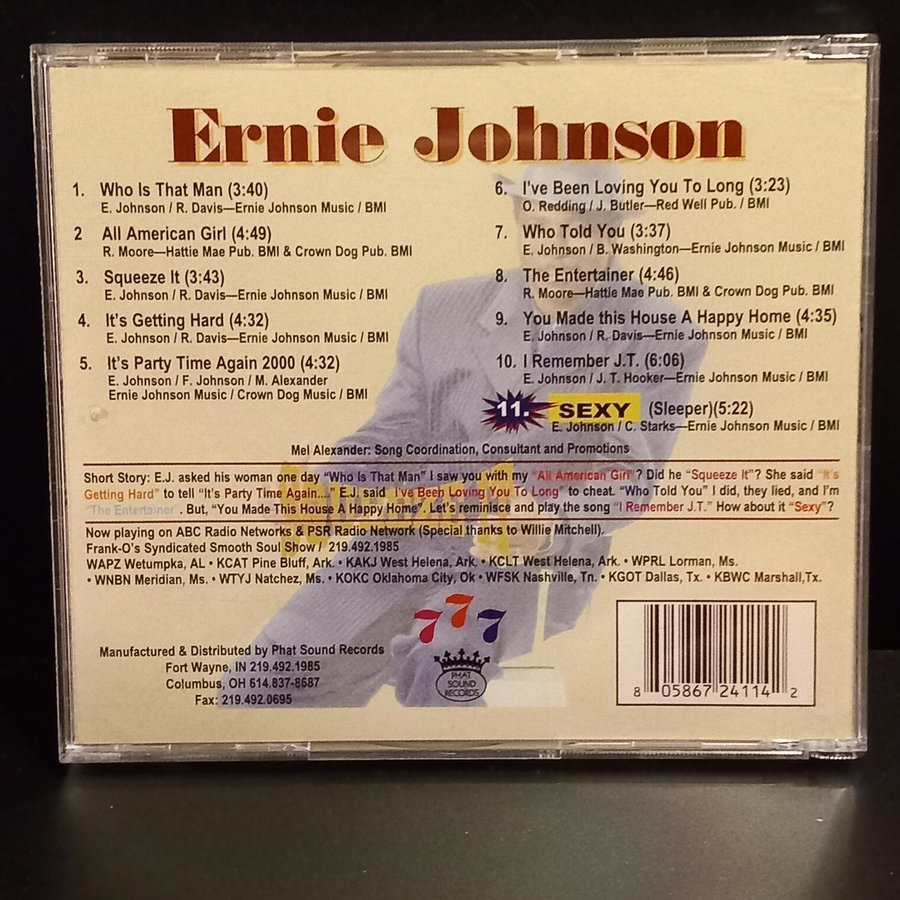 Ernie Johnson
1. Who Is That Man (3:40)
E. Johnson / R. Davis—Ernie Johnson Music / BMI
2 All American Girl (4:49)
R. Moore—Hattie Mae Pub. BMI & Crown Dog Pub. BMI
3. Squeeze It (3:43)
E. Johnson / R. Davis—Ernie Johnson Music / BMI
4. It's Getting Hard (4:32)
E. Johnson / R. Davis—Ernie Johnson Music / BMI
5. It's Party Time Again 2000 (4:32)
E. Johnson / F. Johnson / M. Alexander
Ernie Johnson Music / Crown Dog Music / BMI
6. I've Been Loving You To Long (3:23)
O. Redding / J. Butler—Red Well Pub. / BMI
7. Who Told You (3:37)
E. Johnson / B. Washington—Ernie Johnson Music / BMI
8. The Entertainer (4:46)
R. Moore—Hattie Mae Pub. BMI & Crown Dog Pub. BMI
9. You Made this House A Happy Home (4:35)
E. Johnson / R. Davis—Ernie Johnson Music / BMI
10. I Remember J.T. (6:06)
E. Johnson / J. T. Hooker—Ernie Johnson Music / BMI
11. SEXY (Sleeper)(5:22)
E. Johnson / C. Starks—Ernie Johnson Music / BMI
Mel Alexander: Song Coordination, Consultant and Promotions
Short Story: E.J. asked his woman one day "Who Is That Man" I saw you with my "All American Girl"? Did he "Squeeze It"? She said "It's
Getting Hard" to tell "It's Party Time Again...." E.J. said I've Been Loving You To Long" to cheat. "Who Told You" I did, they lied, and I'm
"The Entertainer . But, "You Made This House A Happy Home". Let's reminisce and play the song "I Remember J.T." How about it "Sexy"?
Now playing on ABC Radio Networks & PSR Radio Network (Special thanks to Willie Mitchell).
Frank-O's Syndicated Smooth Soul Show / 219.492.1985
WAPZ Wetumpka, AL • KCAT Pine Bluff, Ark. • KAKJ West Helena, Ark. • KCLT West Helena, Ark. • WPRL Lorman, Ms.
• WNBN Meridian, Ms. • WTYJ Natchez, Ms. • KOKC Oklahoma City, Ok • WFSK Nashville, Tn. • KGOT Dallas, Tx. • KBWC Marshall,Tx.
777
Manufactured & Distributed by Phat Sound Records
Fort Wayne, IN 219.492.1985
Columbus, OH 614.837-8687
Fax: 219.492.0695
PHAT
SOUND
RECORDS
8 05867 24114 2